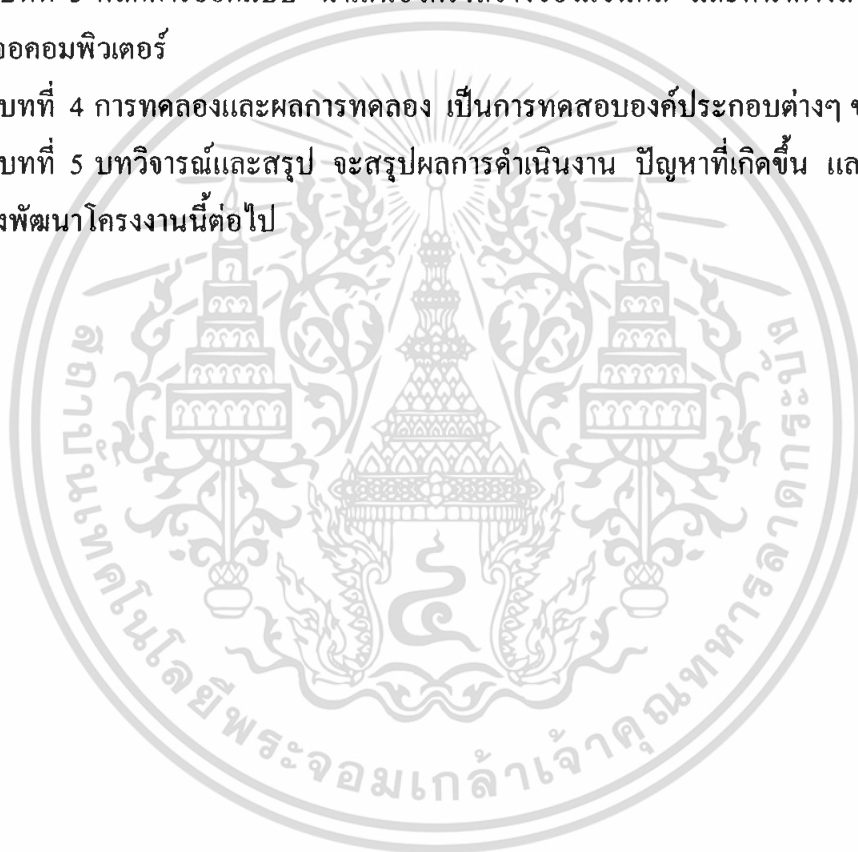 อคอมพิวเตอร์
บทที่ 4 การทดลองและผลการทดลอง เป็นการทดสอบองค์ประกอบต่างๆ
บทที่ 5 บทวิจารณ์และสรุป จะสรุปผลการดำเนินงาน ปัญหาที่เกิดขึ้น แล
งพัฒนาโครงงานนี้ต่อไป
สถาบันเทคโนโลยีพระจอมเกล้าเจ้าคุณทหารลาดกระบัง